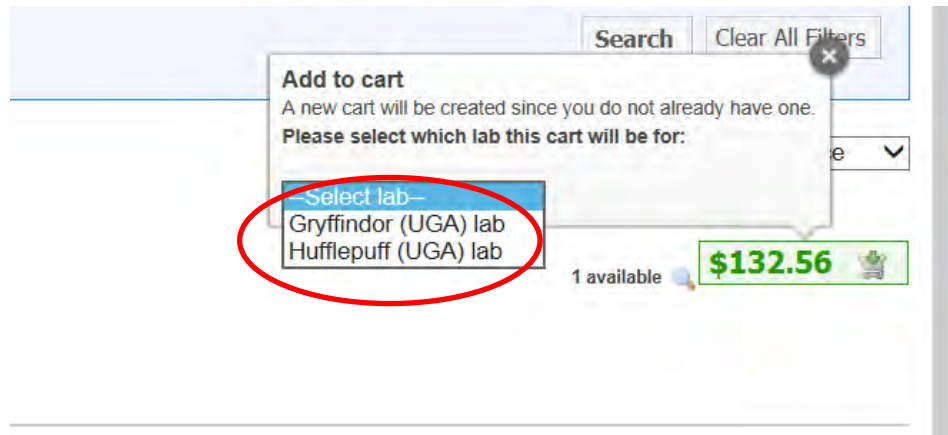 Search Clear All Filters
Add to cart
A new cart will be created since you do not already have one.
Please select which lab this cart will be for:
e
--Select lab--
Gryffindor (UGA) lab
Hufflepuff (UGA) lab
1 available $132.56